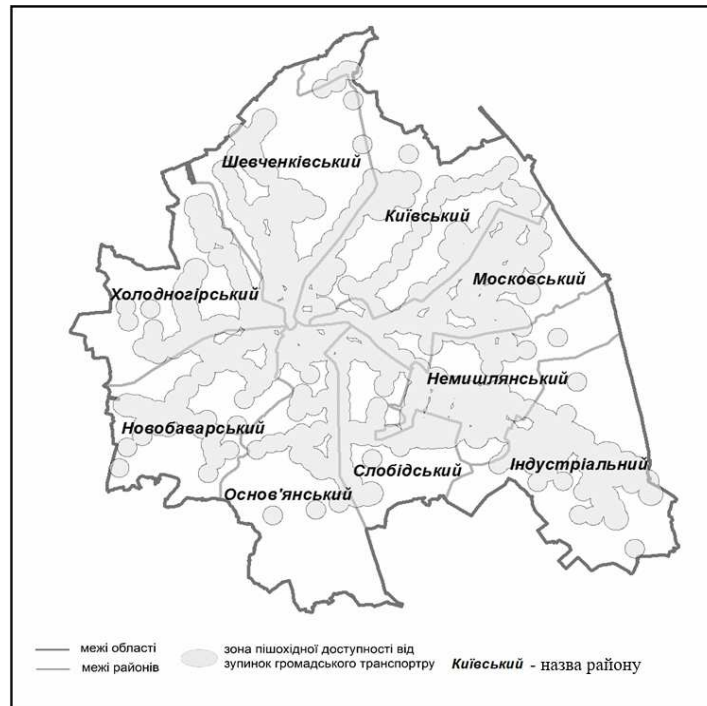 Шевченківський
Київський
Московський
Холодногірський
Немишлянський
Новобаварський
Індустріальний
Слобідський
Основ'янський
межі області
межі районів
зона пішохідної доступності від
зупинок громадського транспортру
Київський - назва району